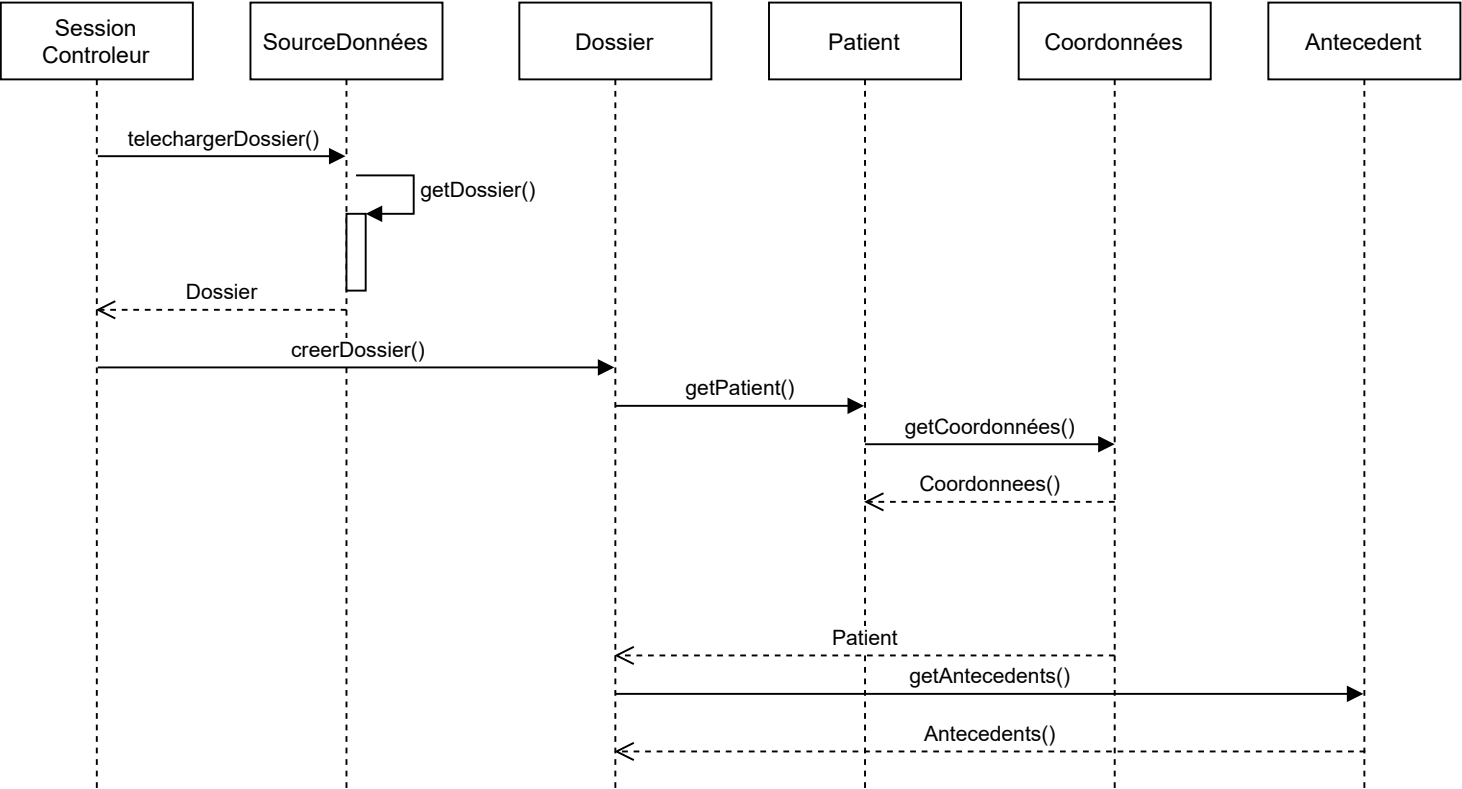 Session
Controleur
SourceDonnées
Dossier
Patient
Coordonnées
Antecedent
telechargerDossier()
getDossier()
Dossier
creerDossier()
getPatient()
getCoordonnées()
Coordonnees()
Patient
getAntecedents()
Antecedents()